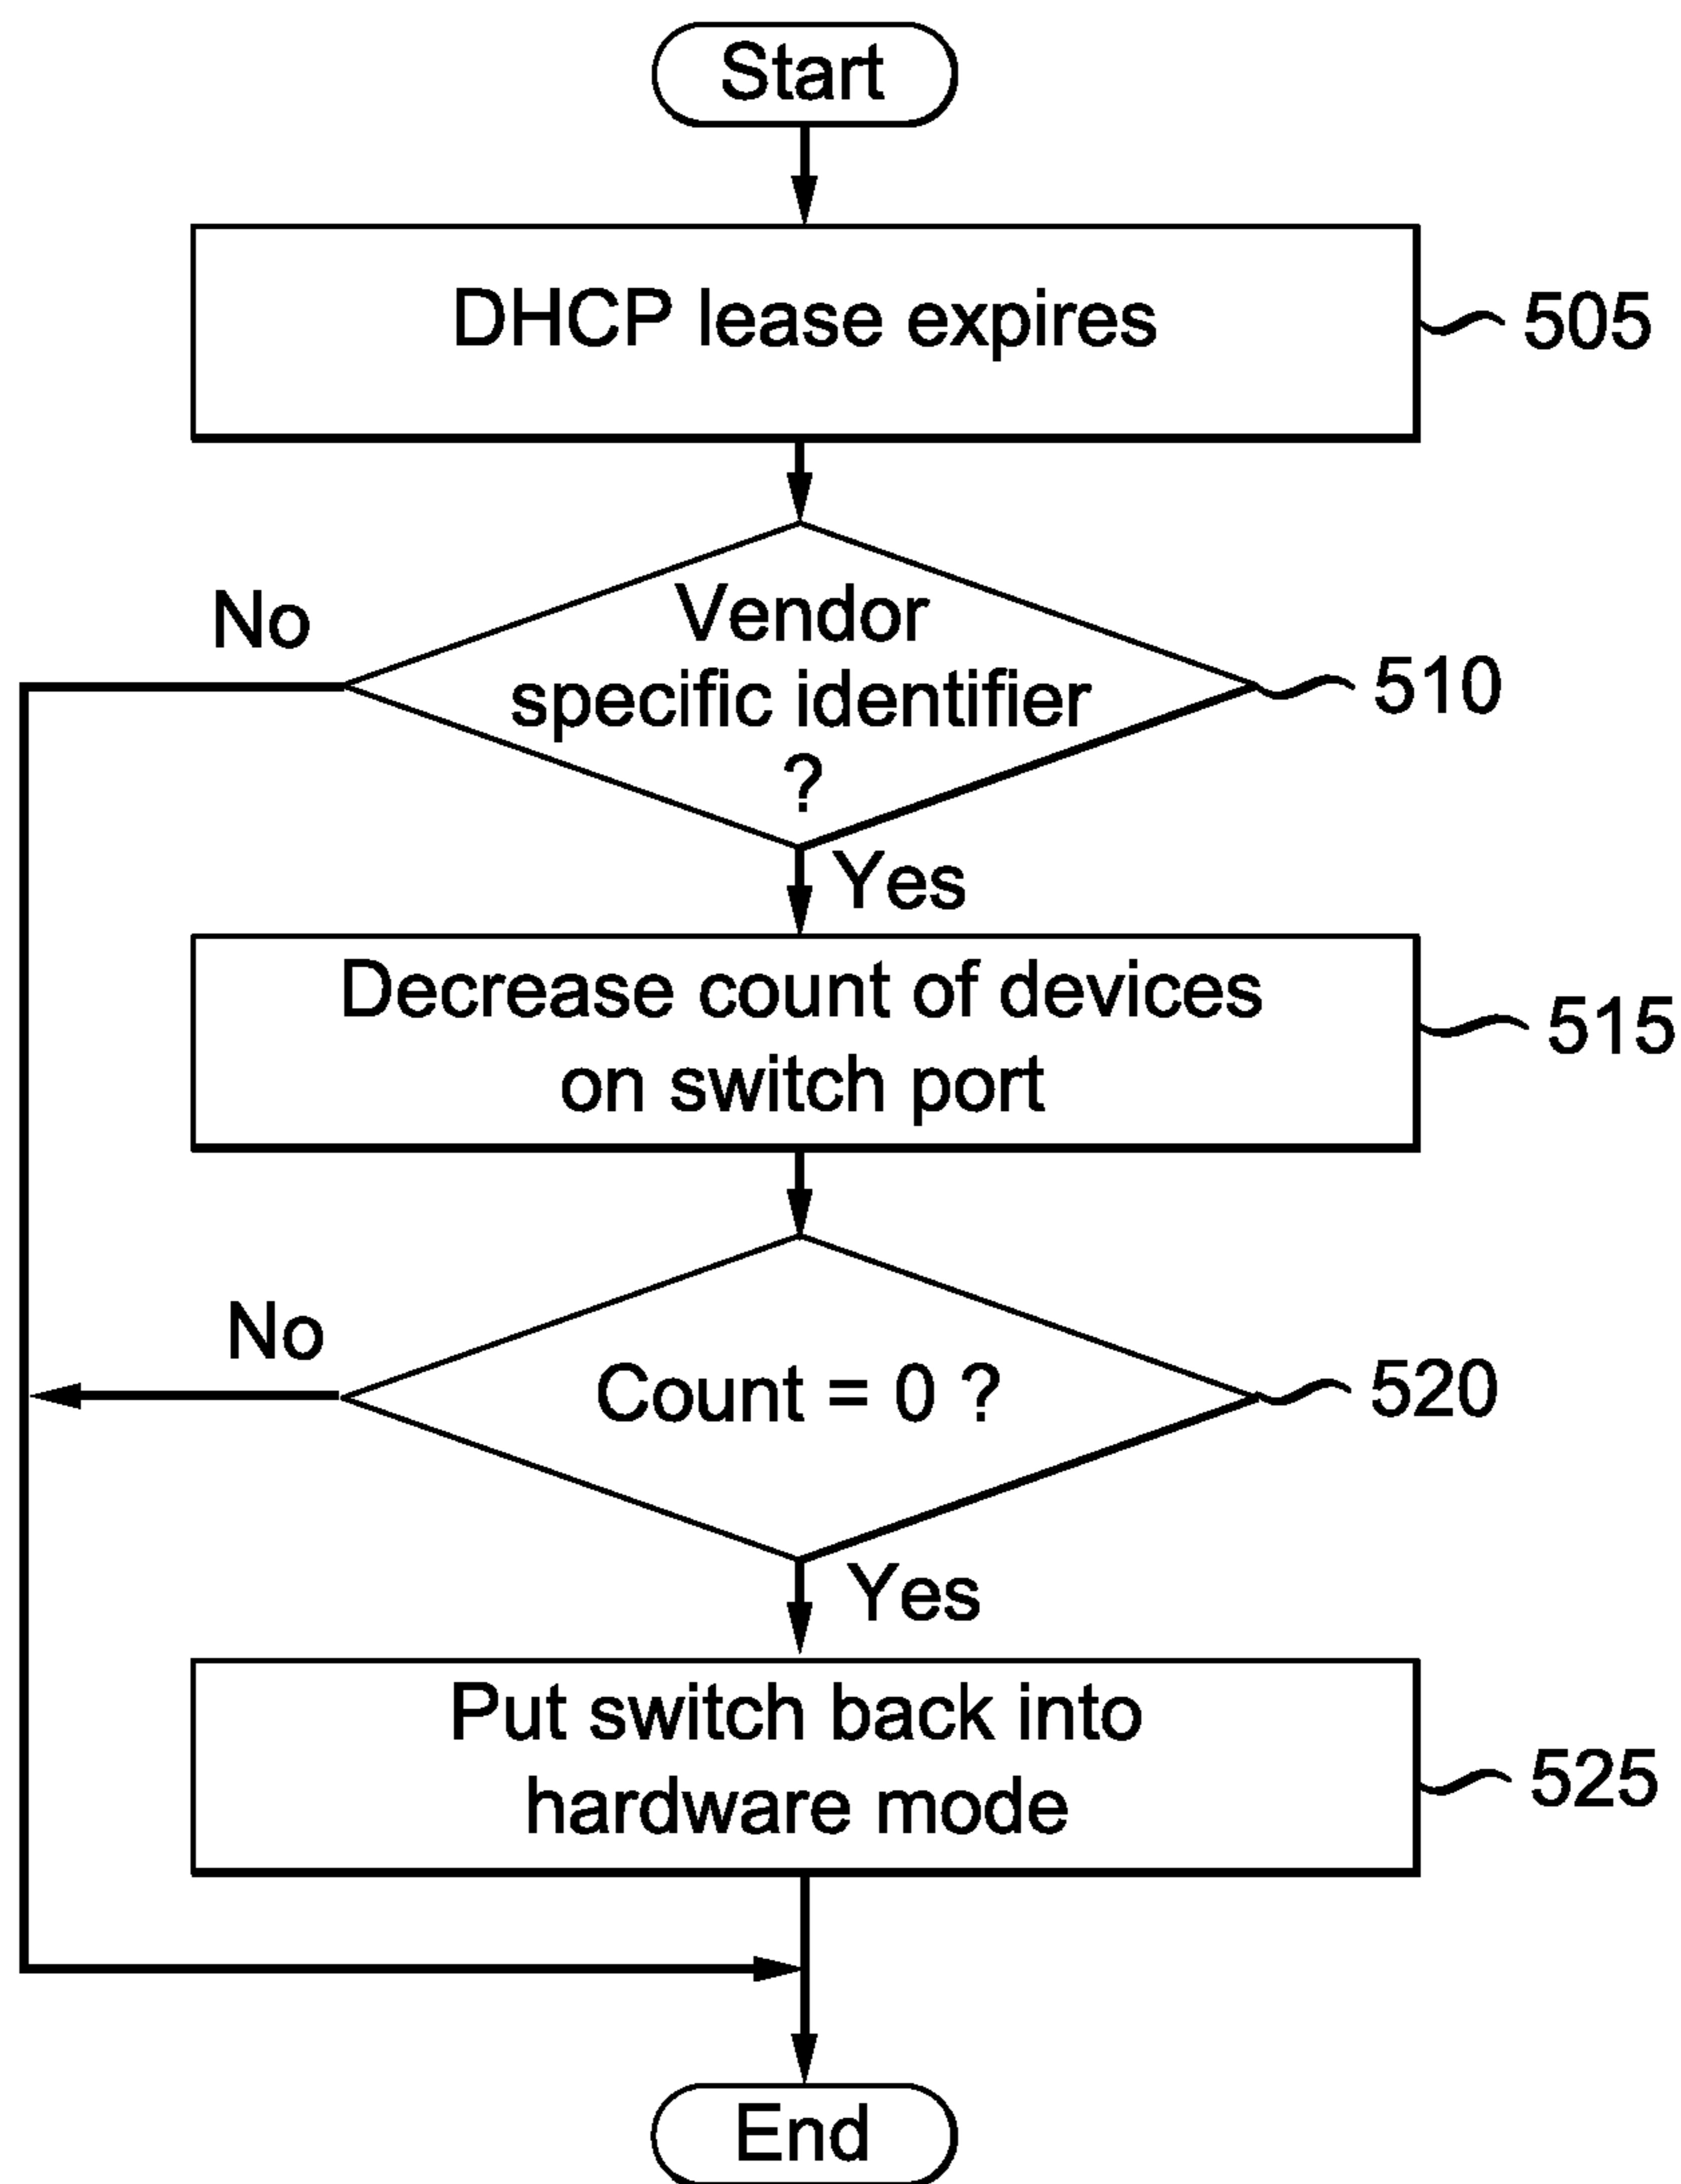 Start
DHCP lease expires
505
No
Vendor
specific identifier
?
510
Yes
Decrease count of devices
on switch port
515
No
Count = 0 ?
520
Yes
Put switch back into
hardware mode
525
End